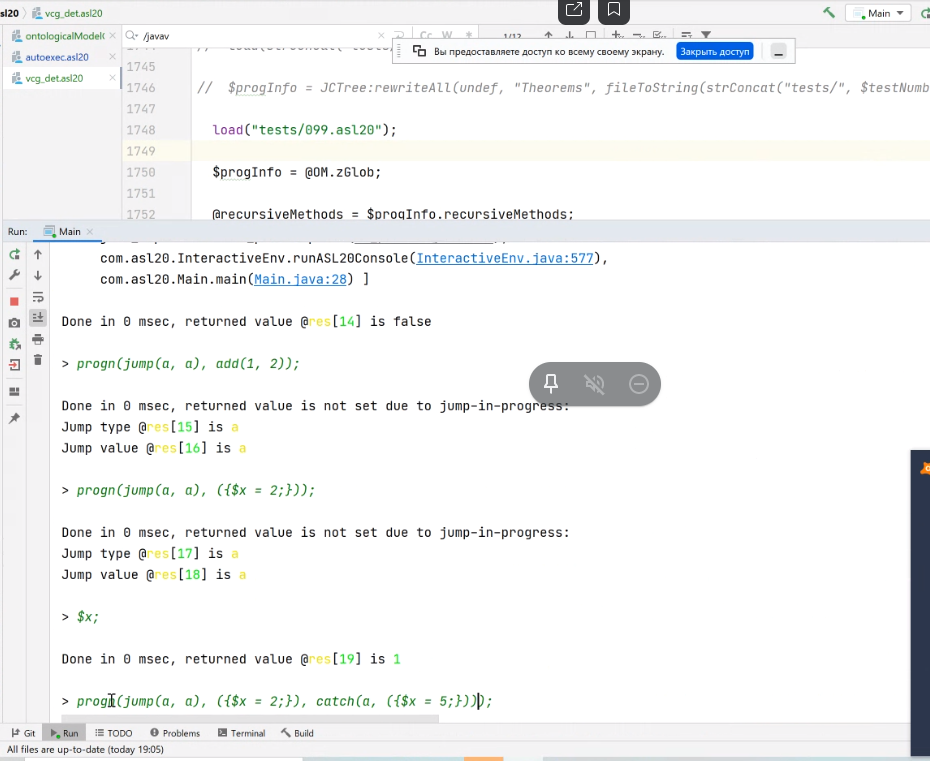 sl20 vcg_det.asl20
Main
ontologicalModel
/javav
Cc W *
1/12
autoexec.asl20
vcg_det.asl20
Вы предоставляете доступ ко всему своему экрану.
Закрыть доступ
1745
1746 // $progInfo = JCTree:rewriteAll(undef, "Theorems", fileToString(strConcat("tests/", $testNumb
1747
1748 load("tests/099.asl20");
1749
1750 $progInfo = @OM.zGlob;
1751
1752 @recursiveMethods = $progInfo.recursiveMethods;
Run: Main
com.asl20.InteractiveEnv.runASL20Console(InteractiveEnv.java:577),
com.asl20.Main.main(Main.java:28) ]
Done in 0 msec, returned value @res[14] is false
> progn(jump(a, a), add(1, 2));
Done in 0 msec, returned value is not set due to jump-in-progress:
Jump type @res[15] is a
Jump value @res[16] is a
> progn(jump(a, a), ({$x = 2;}));
Done in 0 msec, returned value is not set due to jump-in-progress:
Jump type @res[17] is a
Jump value @res[18] is a
> $x;
Done in 0 msec, returned value @res[19] is 1
> progn(jump(a, a), ({$x = 2;}), catch(a, ({$x = 5;})));
Git Run TODO Problems Terminal Build
All files are up-to-date (today 19:05)